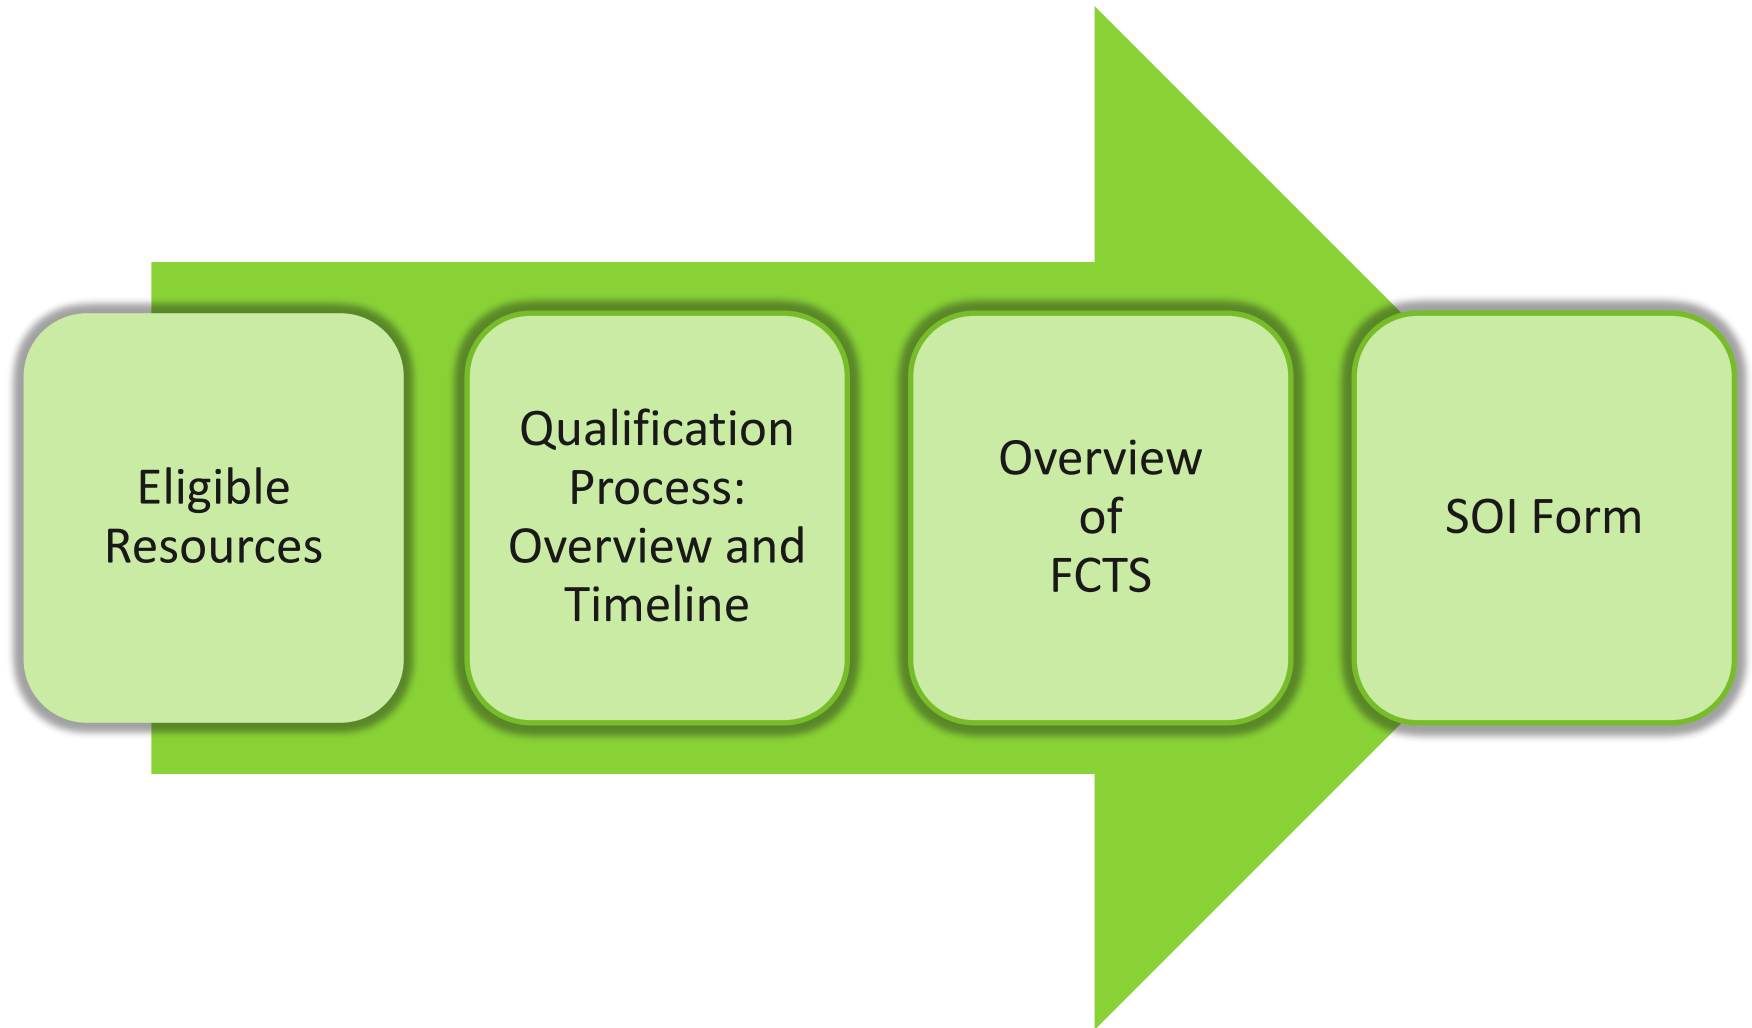 Eligible
Resources
Qualification
Process:
Overview and
Timeline
Overview
of
FCTS
SOI Form